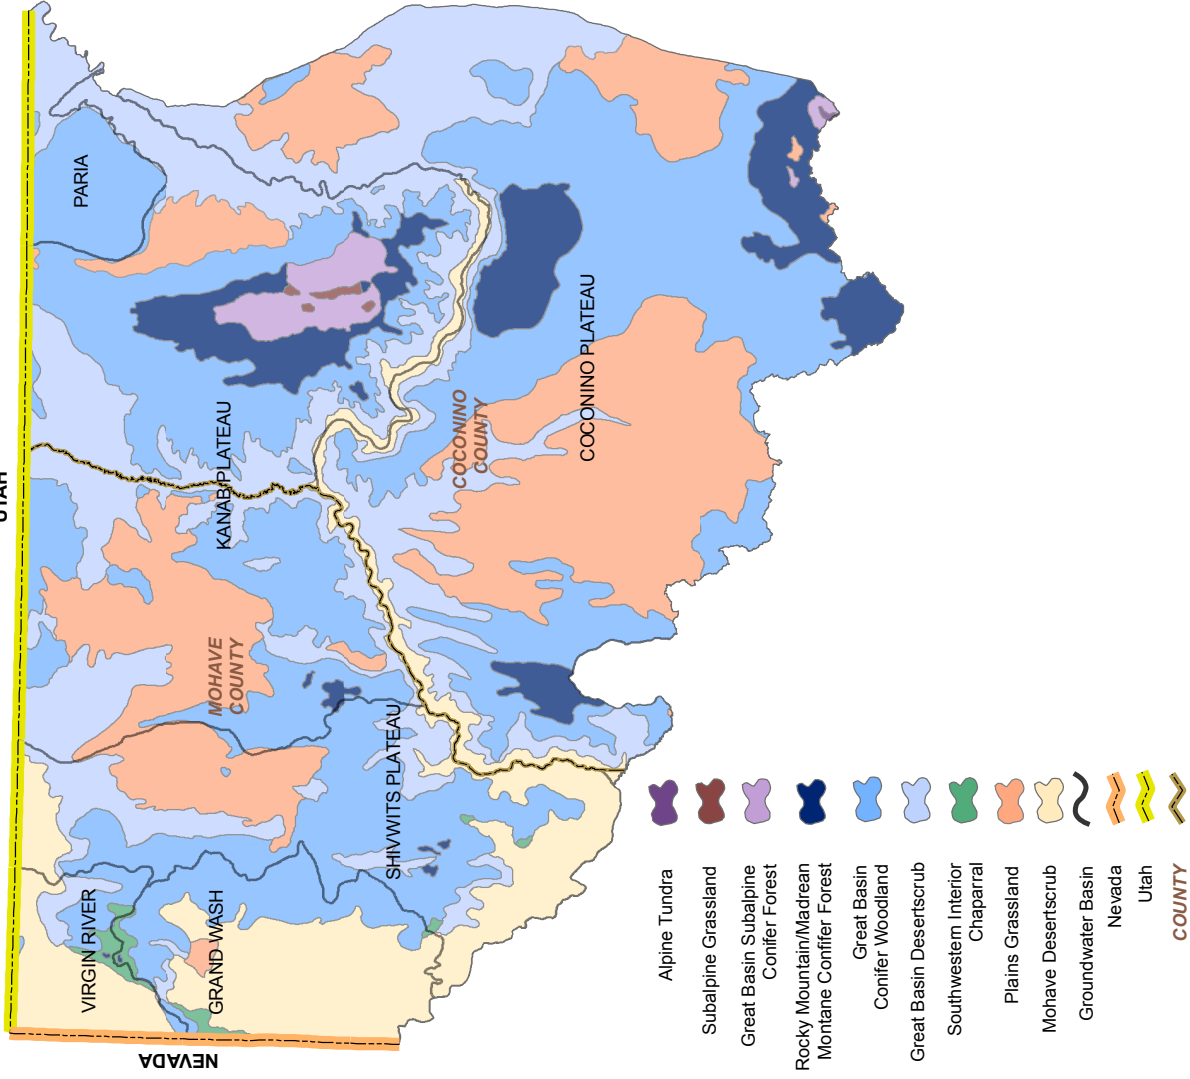 UTAH
NEVADA
PARIA
KANAB PLATEAU
COCONINO PLATEAU
COCONINO
COUNTY
MOHAVE
COUNTY
SHIVWITS PLATEAU
VIRGIN RIVER
GRAND WASH
Alpine Tundra
Subalpine Grassland
Great Basin Subalpine
Conifer Forest
Rocky Mountain/Madrean
Montane Confifer Forest
Great Basin
Conifer Woodland
Great Basin Desertscrub
Southwestern Interior
Chaparral
Plains Grassland
Mohave Desertscrub
Groundwater Basin
Nevada
Utah
COUNTY